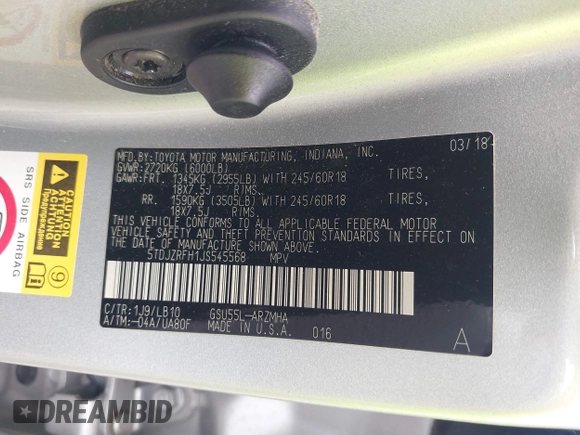 MFD. BY: TOYOTA MOTOR MANUFACTURING, INDIANA, INC.
GVWR: 2720KG (6000LB) 03/18
GAWR: FRT. 1345KG (2955LB) WITH 245/60R18 TIRES,
18X7.5J RIMS.
RR. 1590KG (3505LB) WITH 245/60R18 TIRES,
18X7.5J RIMS.
THIS VEHICLE CONFORMS TO ALL APPLICABLE FEDERAL MOTOR
VEHICLE SAFETY AND THEFT PREVENTION STANDARDS IN EFFECT ON
THE DATE OF MANUFACTURE SHOWN ABOVE.
5TDJZRFH1JS545568 MPV
C/TR: 1J9/LB10 GSU55L-ARZMHA
A/TM: -04A/UA80F MADE IN U.S.A. 016 A
SRS SIDE AIRBAG
CAUTION
ATTENTION
9
DREAMBID